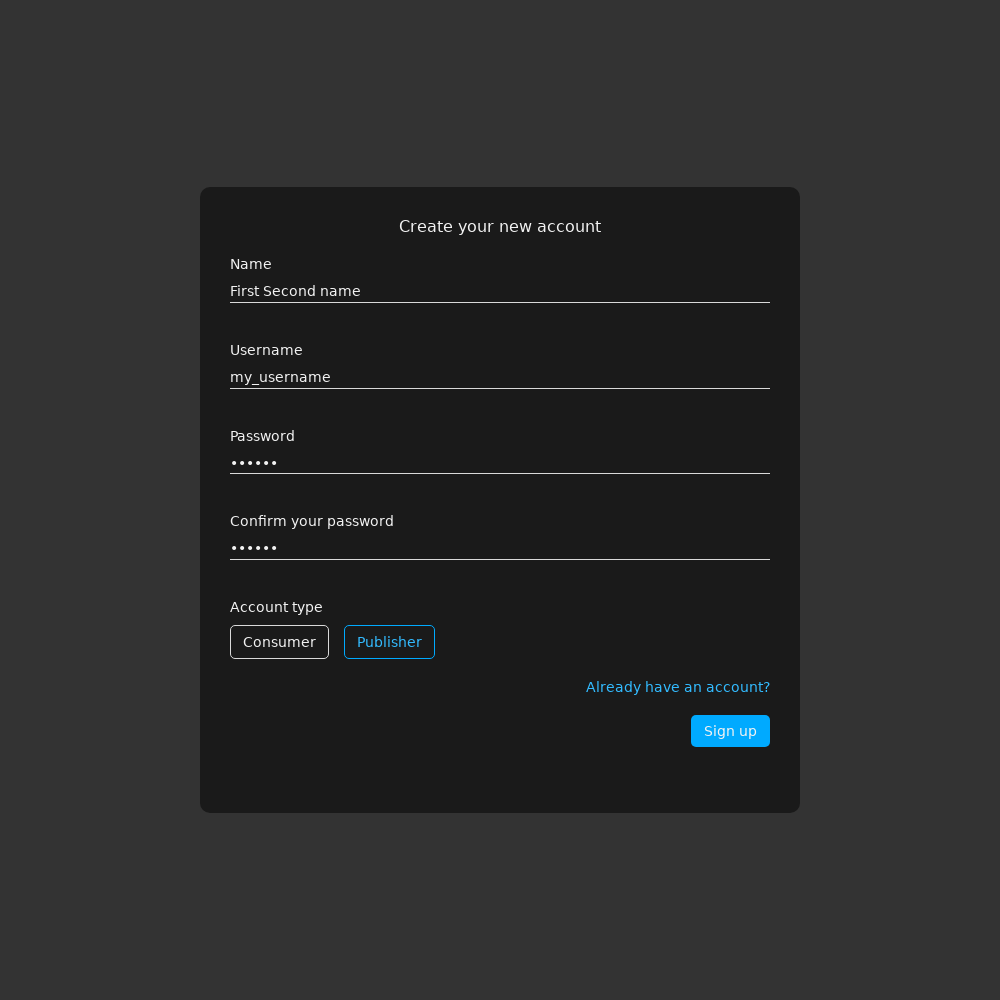 Create your new account
Name
First Second name
Username
my_username
Password
••••••
Confirm your password
••••••
Account type
Consumer Publisher
Already have an account?
Sign up